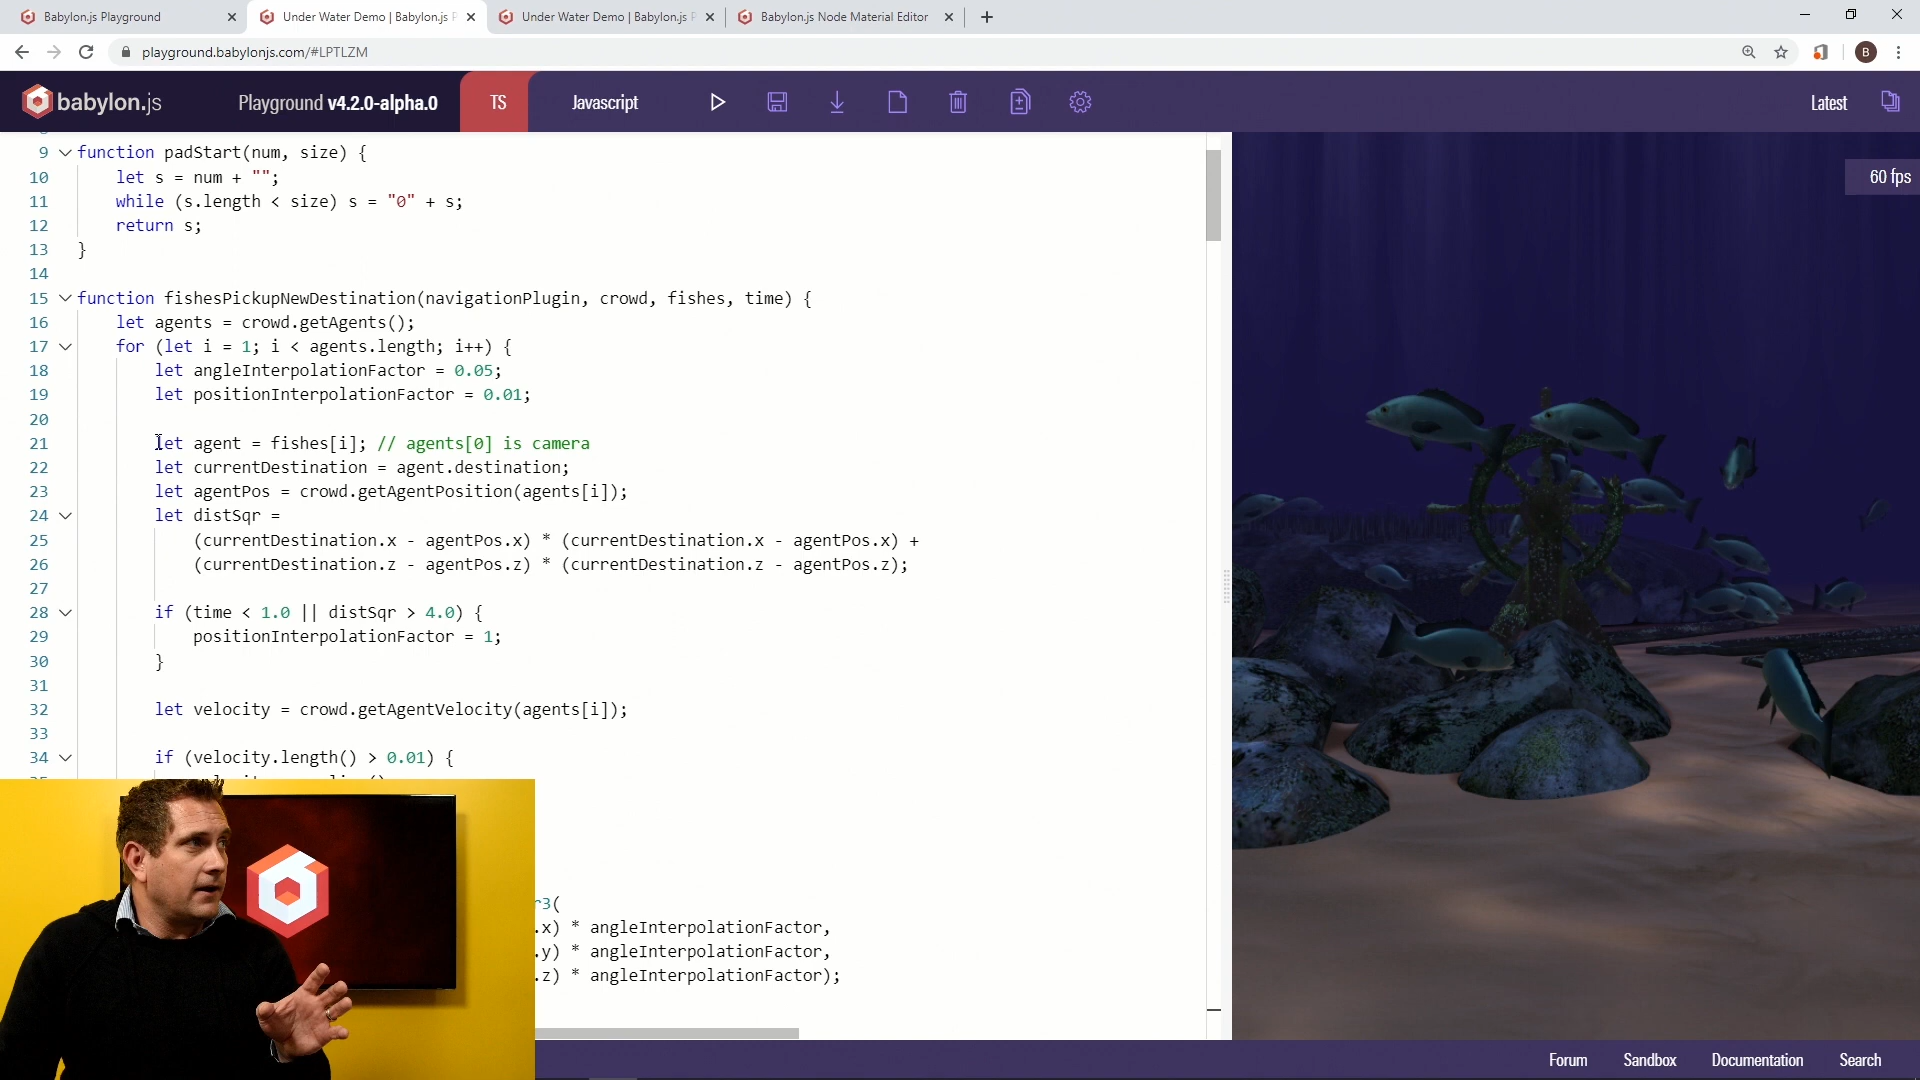 Babylon.js Playground
Under Water Demo | Babylon.js P
Under Water Demo | Babylon.js P
Babylon.js Node Material Editor
playground.babylonjs.com/#LPTLZM
B
babylon.js
Playground v4.2.0-alpha.0
TS
Javascript
Latest
60 fps
9 function padStart(num, size) {
10 let s = num + "";
11 while (s.length < size) s = "0" + s;
12 return s;
13 }
14
15 function fishesPickupNewDestination(navigationPlugin, crowd, fishes, time) {
16 let agents = crowd.getAgents();
17 for (let i = 1; i < agents.length; i++) {
18 let angleInterpolationFactor = 0.05;
19 let positionInterpolationFactor = 0.01;
20
21 let agent = fishes[i]; // agents[0] is camera
22 let currentDestination = agent.destination;
23 let agentPos = crowd.getAgentPosition(agents[i]);
24 let distSqr =
25 (currentDestination.x - agentPos.x) * (currentDestination.x - agentPos.x) +
26 (currentDestination.z - agentPos.z) * (currentDestination.z - agentPos.z);
27
28 if (time < 1.0 || distSqr > 4.0) {
29 positionInterpolationFactor = 1;
30 }
31
32 let velocity = crowd.getAgentVelocity(agents[i]);
33
34 if (velocity.length() > 0.01) {
r3(
.x) * angleInterpolationFactor,
.y) * angleInterpolationFactor,
.z) * angleInterpolationFactor);
Forum
Sandbox
Documentation
Search